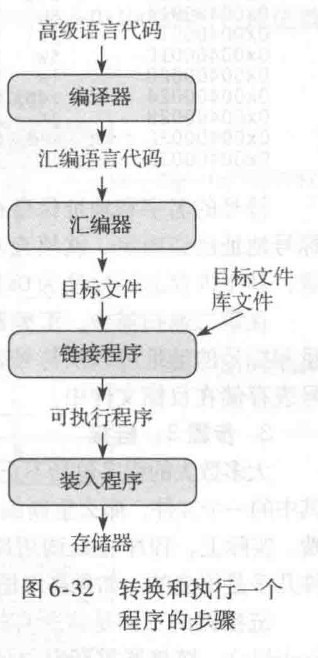 高级语言代码
编译器
汇编语言代码
汇编器
目标文件
目标文件
库文件
链接程序
可执行程序
装入程序
存储器
图 6-32 转换和执行一个
程序的步骤